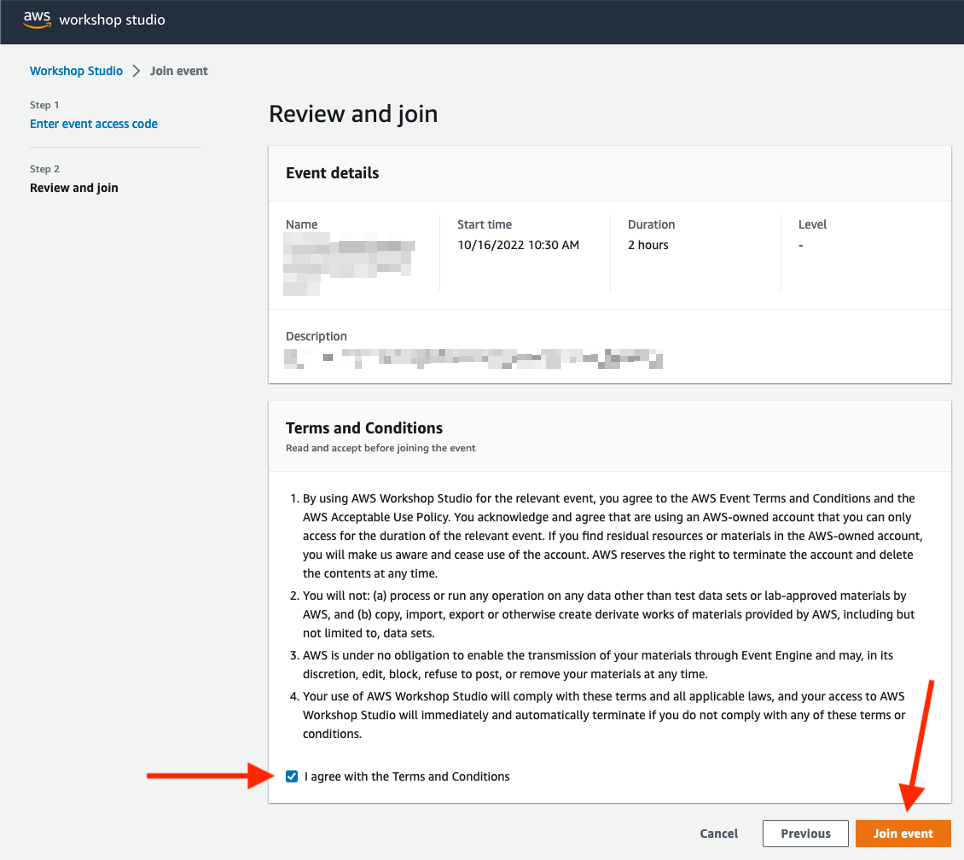 aws workshop studio
Workshop Studio > Join event
Step 1
Enter event access code
Step 2
Review and join
Review and join
Event details
Name
Start time
10/16/2022 10:30 AM
Duration
2 hours
Level
-
Description
Terms and Conditions
Read and accept before joining the event
1. By using AWS Workshop Studio for the relevant event, you agree to the AWS Event Terms and Conditions and the
AWS Acceptable Use Policy. You acknowledge and agree that are using an AWS-owned account that you can only
access for the duration of the relevant event. If you find residual resources or materials in the AWS-owned account,
you will make us aware and cease use of the account. AWS reserves the right to terminate the account and delete
the contents at any time.
2. You will not: (a) process or run any operation on any data other than test data sets or lab-approved materials by
AWS, and (b) copy, import, export or otherwise create derivate works of materials provided by AWS, including but
not limited to, data sets.
3. AWS is under no obligation to enable the transmission of your materials through Event Engine and may, in its
discretion, edit, block, refuse to post, or remove your materials at any time.
4. Your use of AWS Workshop Studio will comply with these terms and all applicable laws, and your access to AWS
Workshop Studio will immediately and automatically terminate if you do not comply with any of these terms or
conditions.
I agree with the Terms and Conditions
Cancel
Previous
Join event